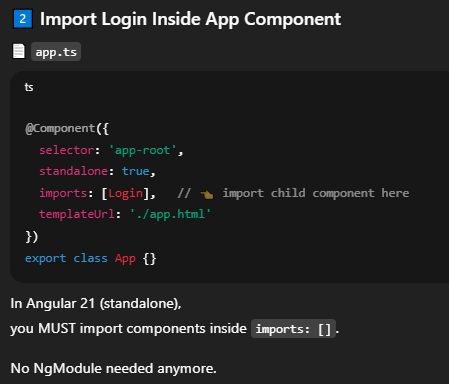 2 Import Login Inside App Component
app.ts
ts
@Component({
  selector: 'app-root',
  standalone: true,
  imports: [Login],   // 👈 import child component here
  templateUrl: './app.html'
})
export class App {}
In Angular 21 (standalone),
you MUST import components inside imports: [].
No NgModule needed anymore.